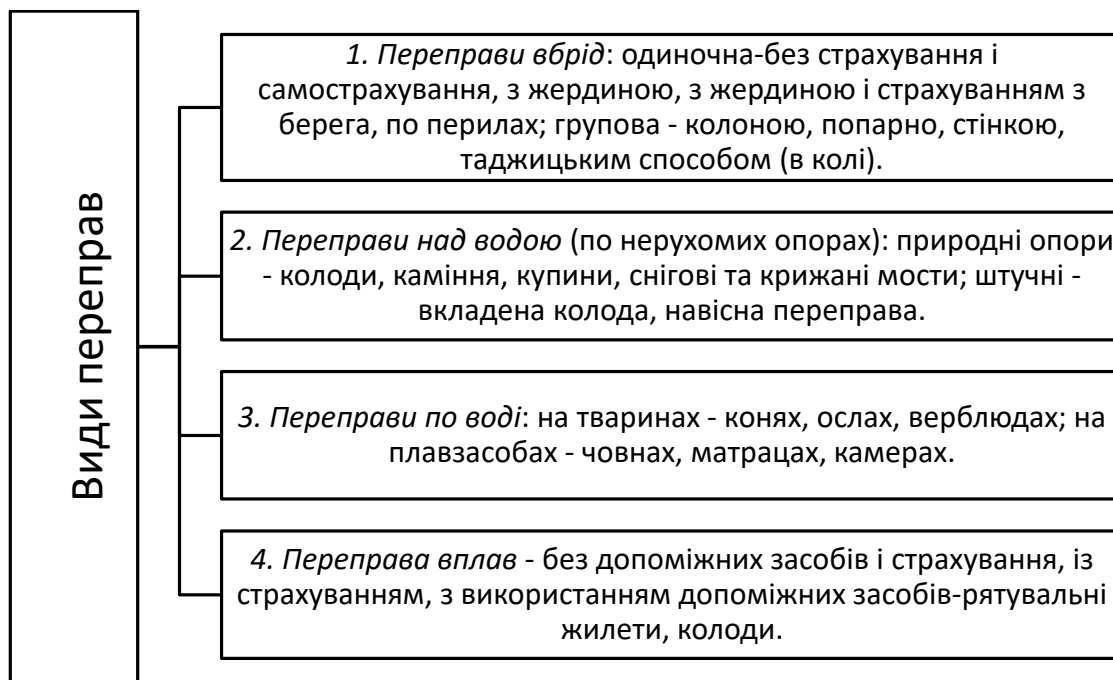 Види переправ
1. Переправи вбрід: одиночна-без страхування і
самострахування, з жердиною, з жердиною і страхуванням з
берега, по перилах; групова - колоною, попарно, стінкою,
таджицьким способом (в колі).
2. Переправи над водою (по нерухомих опорах): природні опори
- колоди, каміння, купини, снігові та крижані мости; штучні -
вкладена колода, навісна переправа.
3. Переправи по воді: на тваринах - конях, ослах, верблюдах; на
плавзасобах - човнах, матрацах, камерах.
4. Переправа вплав - без допоміжних засобів і страхування, із
страхуванням, з використанням допоміжних засобів-рятувальні
жилети, колоди.